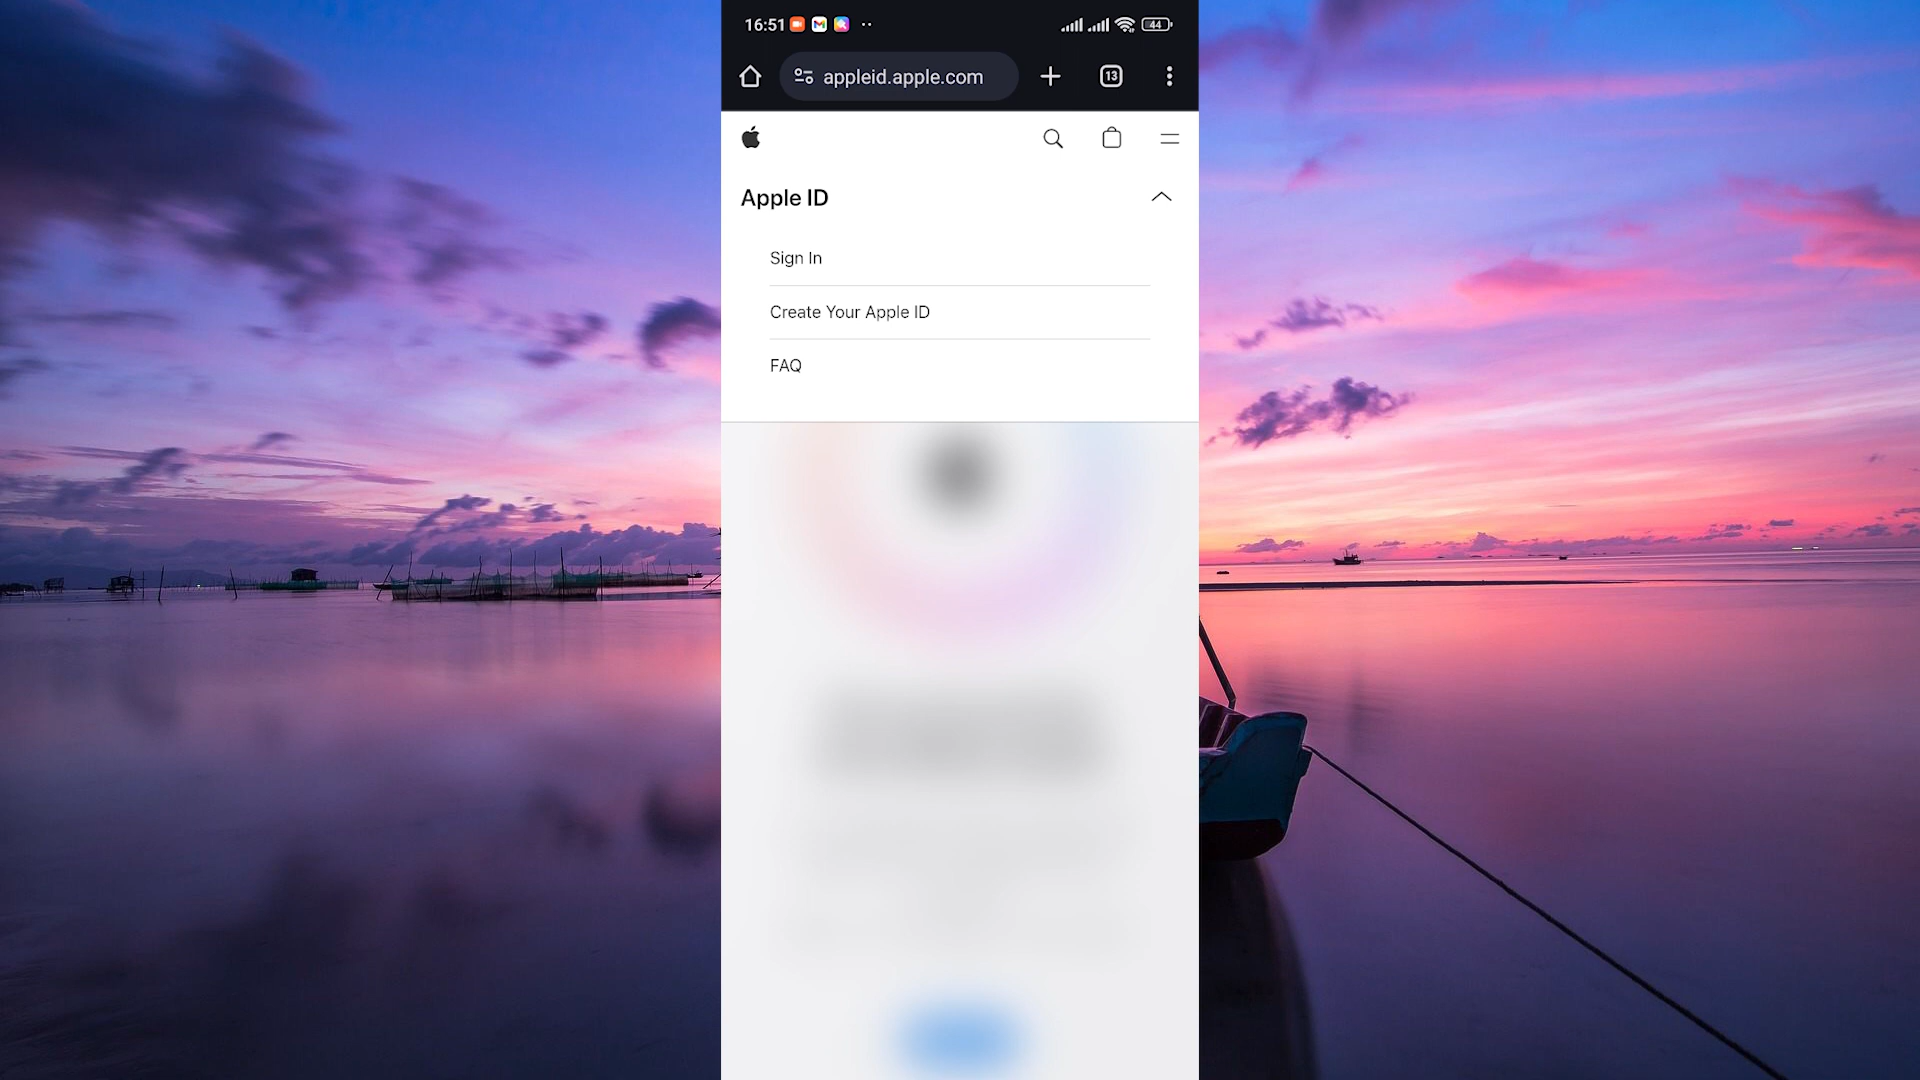 16:51
44
appleid.apple.com
13
Apple ID
Sign In
Create Your Apple ID
FAQ